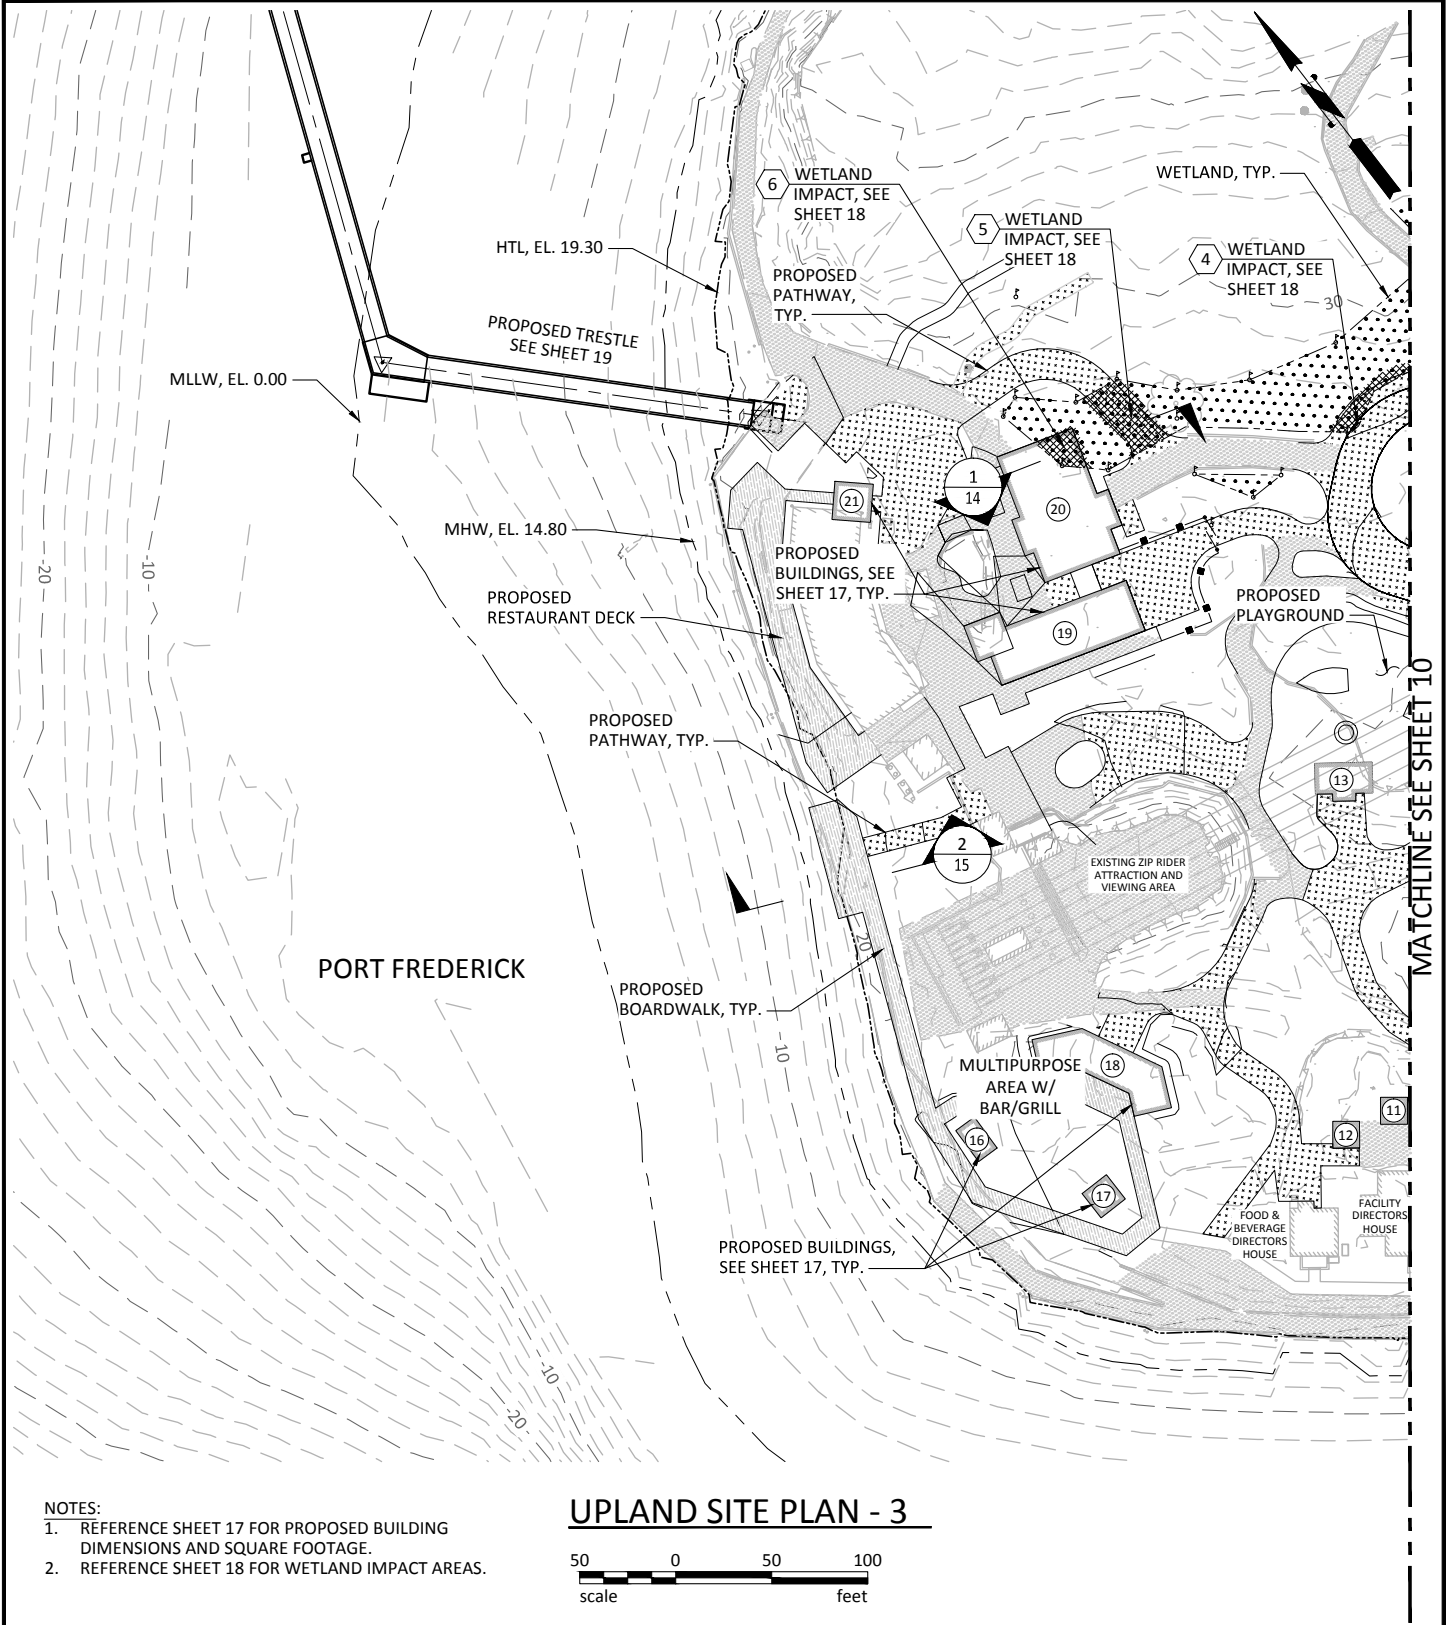 6
WETLAND
IMPACT, SEE
SHEET 18
5
WETLAND
IMPACT, SEE
SHEET 18
WETLAND, TYP.
4
WETLAND
IMPACT, SEE
SHEET 18
30
HTL, EL. 19.30
PROPOSED
PATHWAY,
TYP.
PROPOSED TRESTLE
SEE SHEET 19
MLLW, EL. 0.00
1
14
21
20
MHW, EL. 14.80
-20
-10
PROPOSED
BUILDINGS, SEE
SHEET 17, TYP.
PROPOSED
RESTAURANT DECK
PROPOSED
PLAYGROUND
19
MATCHLINE SEE SHEET 10
PROPOSED
PATHWAY, TYP.
13
2
15
EXISTING ZIP RIDER
ATTRACTION AND
VIEWING AREA
20
PORT FREDERICK
PROPOSED
BOARDWALK, TYP.
10
MULTIPURPOSE
AREA W/
BAR/GRILL
18
11
12
16
17
FOOD &
BEVERAGE
DIRECTORS
HOUSE
FACILITY
DIRECTORS
HOUSE
PROPOSED BUILDINGS,
SEE SHEET 17, TYP.
-10
-20
NOTES:
1. REFERENCE SHEET 17 FOR PROPOSED BUILDING
DIMENSIONS AND SQUARE FOOTAGE.
2. REFERENCE SHEET 18 FOR WETLAND IMPACT AREAS.
UPLAND SITE PLAN - 3
50 0 50 100
scale feet